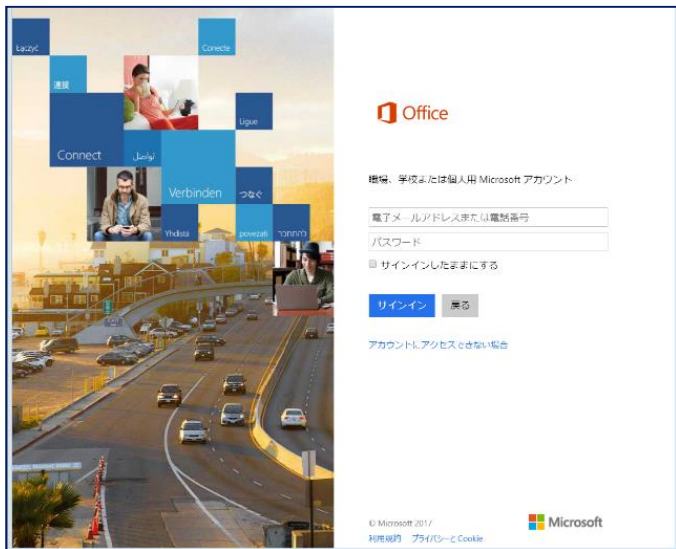 Łączyć
Conecte
連接
Ligue
Connect
تواصل
Verbinden
つなぐ
Yhdistä
povezati
להתחבר
Office
職場、学校または個人用 Microsoft アカウント
電子メール アドレスまたは電話番号
パスワード
サインインしたままにする
サインイン
戻る
アカウントにアクセスできない場合
© Microsoft 2017
Microsoft
利用規約 プライバシーと Cookie